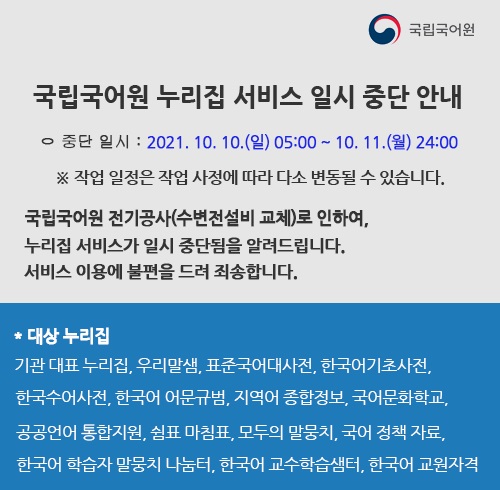 국립국어원
국립국어원 누리집 서비스 일시 중단 안내
ㅇ 중단 일시 : 2021. 10. 10.(일) 05:00 ~ 10. 11.(월) 24:00
※ 작업 일정은 작업 사정에 따라 다소 변동될 수 있습니다.
국립국어원 전기공사(수변전설비 교체)로 인하여,
누리집 서비스가 일시 중단됨을 알려드립니다.
서비스 이용에 불편을 드려 죄송합니다.
* 대상 누리집
기관 대표 누리집, 우리말샘, 표준국어대사전, 한국어기초사전,
한국수어사전, 한국어 어문규범, 지역어 종합정보, 국어문화학교,
공공언어 통합지원, 쉼표 마침표, 모두의 말뭉치, 국어 정책 자료,
한국어 학습자 말뭉치 나눔터, 한국어 교수학습샘터, 한국어 교원자격